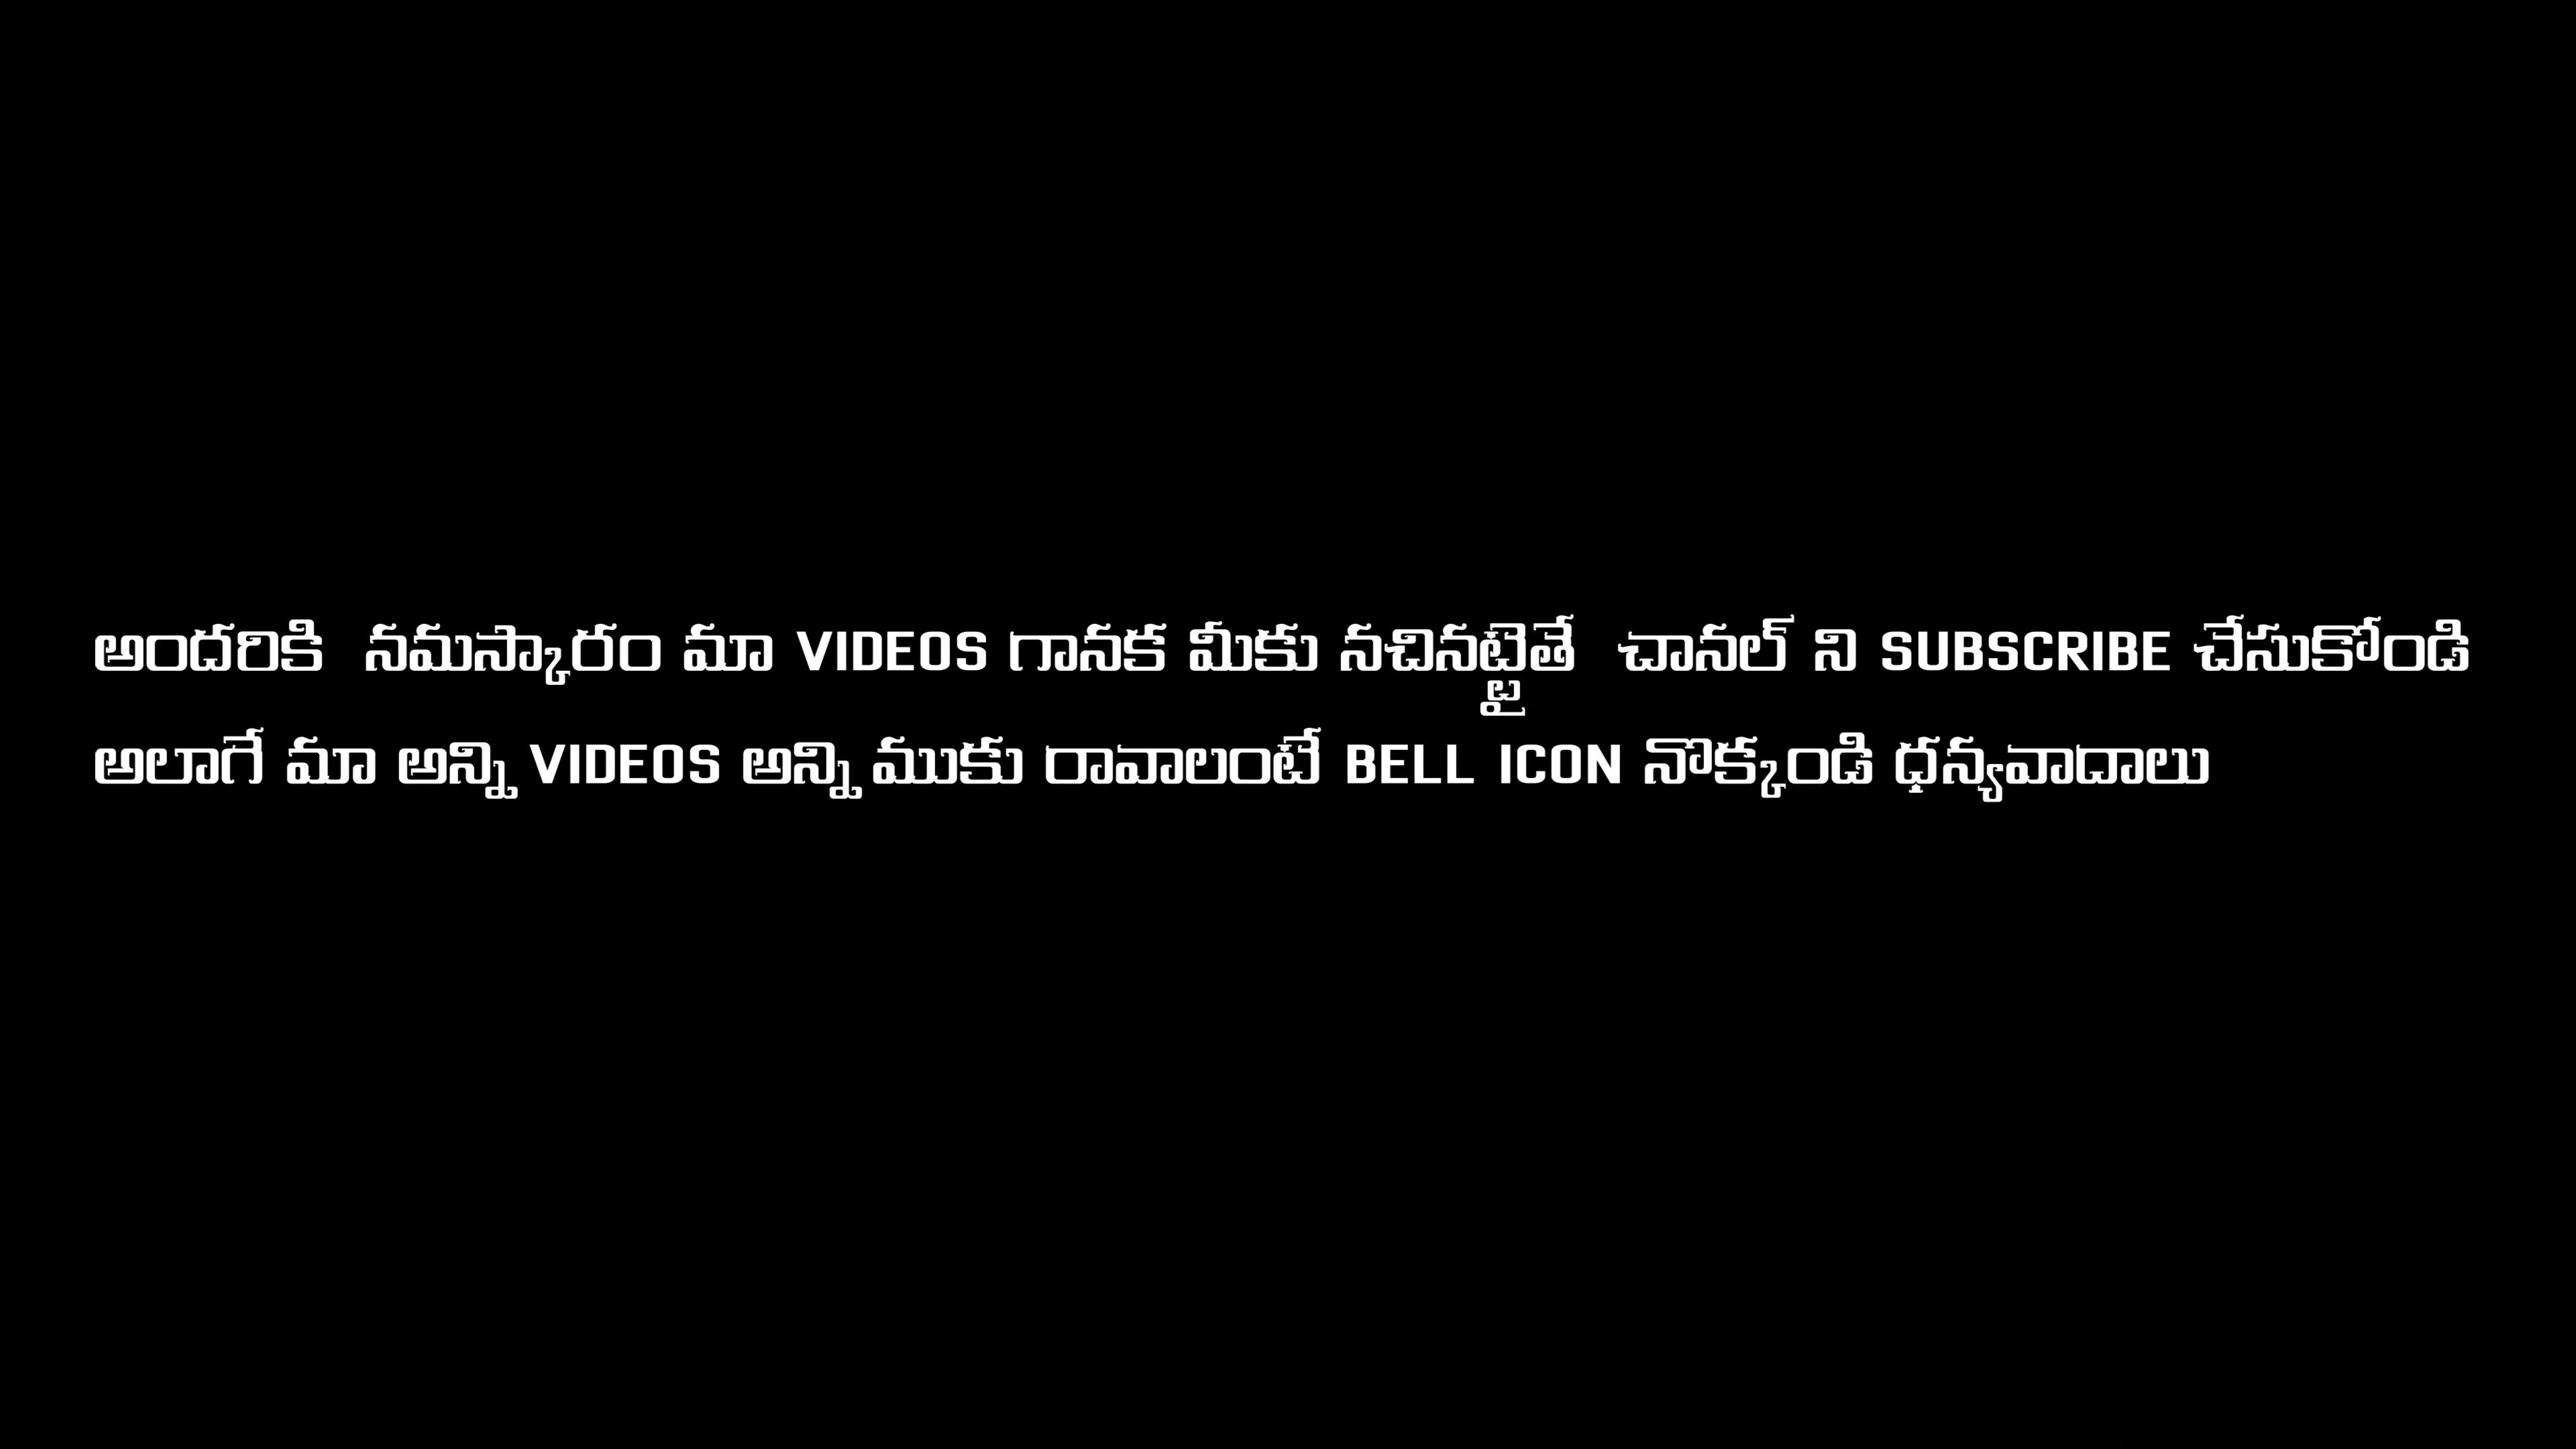 అందరికి నమస్కారం మా VIDEOS గానక మీకు నచినట్టైతే చానల్ ని SUBSCRIBE చేసుకోండి
అలాగే మా అన్ని VIDEOS అన్ని ముకు రావాలంటే BELL ICON నొక్కండి ధన్యవాదాలు